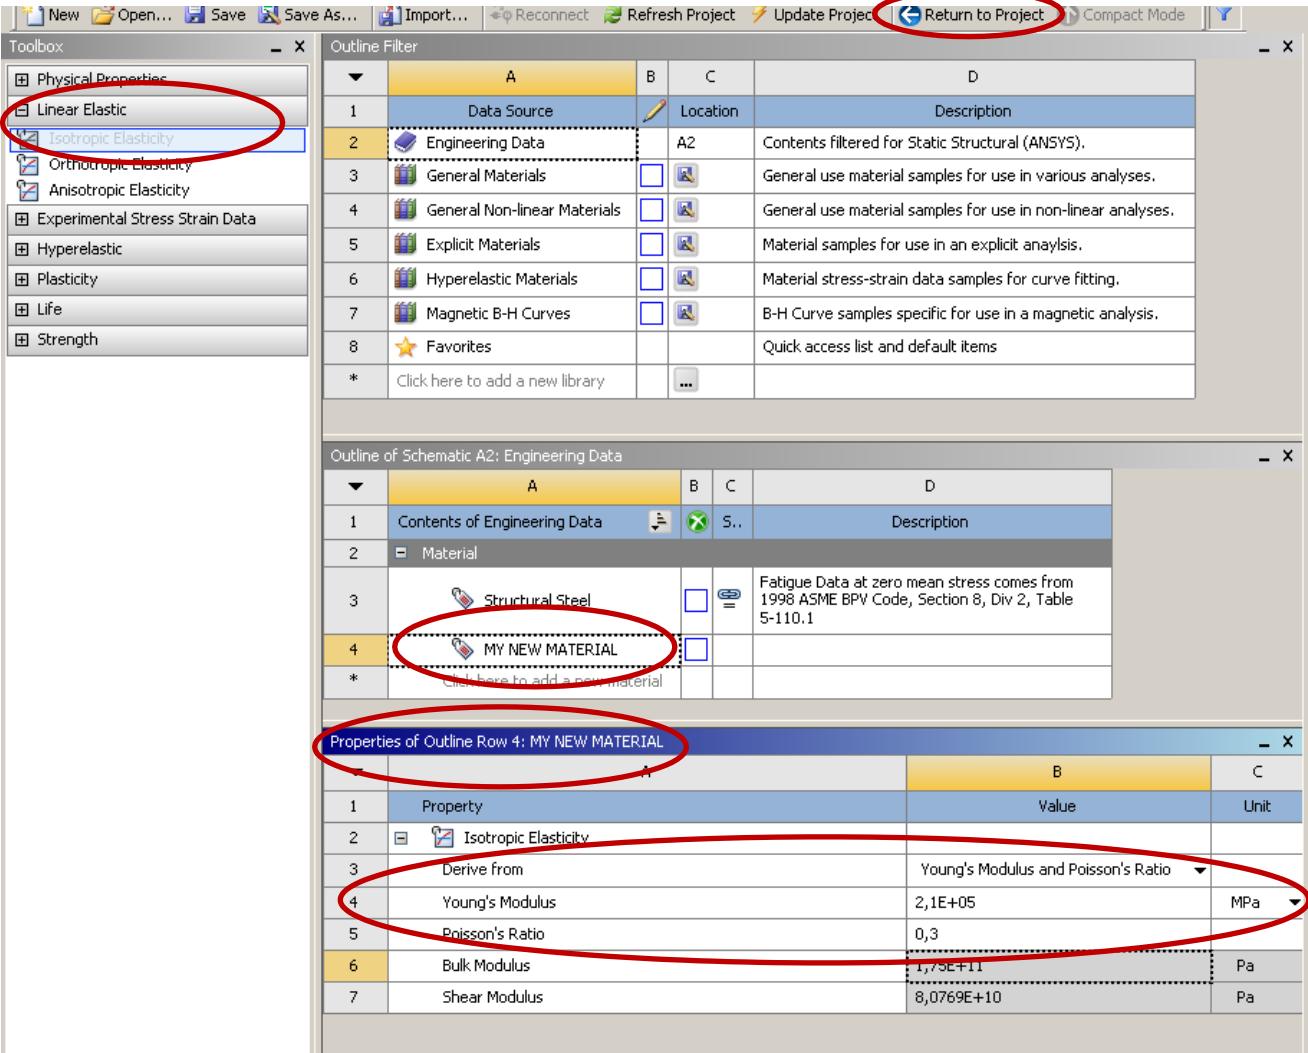 New Open... Save Save As... Import... Reconnect Refresh Project Update Project Return to Project Compact Mode
Toolbox
Physical Properties
Linear Elastic
Isotropic Elasticity
Orthotropic Elasticity
Anisotropic Elasticity
Experimental Stress Strain Data
Hyperelastic
Plasticity
Life
Strength
Outline Filter
A B C D
1 Data Source Location Description
2 Engineering Data A2 Contents filtered for Static Structural (ANSYS).
3 General Materials General use material samples for use in various analyses.
4 General Non-linear Materials General use material samples for use in non-linear analyses.
5 Explicit Materials Material samples for use in an explicit anaylsis.
6 Hyperelastic Materials Material stress-strain data samples for curve fitting.
7 Magnetic B-H Curves B-H Curve samples specific for use in a magnetic analysis.
8 Favorites Quick access list and default items
* Click here to add a new library ...
Outline of Schematic A2: Engineering Data
A B C D
1 Contents of Engineering Data S.. Description
2 Material
3 Structural Steel Fatigue Data at zero mean stress comes from
1998 ASME BPV Code, Section 8, Div 2, Table
5-110.1
4 MY NEW MATERIAL
* Click here to add a new material
Properties of Outline Row 4: MY NEW MATERIAL
A B C
1 Property Value Unit
2 Isotropic Elasticity
3 Derive from Young's Modulus and Poisson's Ratio
4 Young's Modulus 2,1E+05 MPa
5 Poisson's Ratio 0,3
6 Bulk Modulus 1,75E+11 Pa
7 Shear Modulus 8,0769E+10 Pa